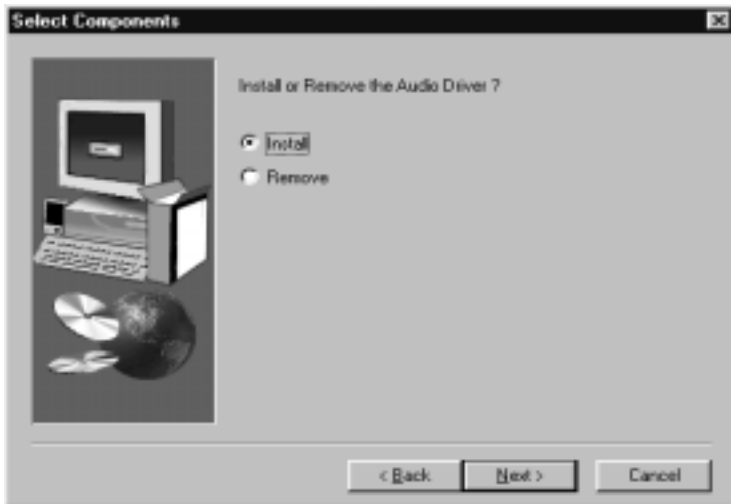 Select Components
Install or Remove the Audio Driver ?
Install
Remove
< Back
Next >
Cancel